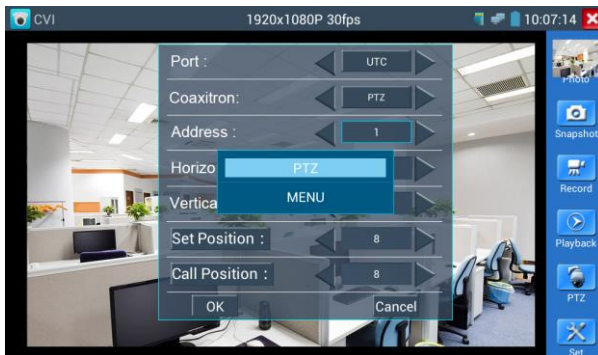 CVI 1920x1080P 30fps 10:07:14
Port : UTC
Coaxitron: PTZ
Address : 1
Horizo
PTZ
Vertica
MENU
Set Position : 8
Call Position : 8
OK Cancel
Photo
Snapshot
Record
Playback
PTZ
Set